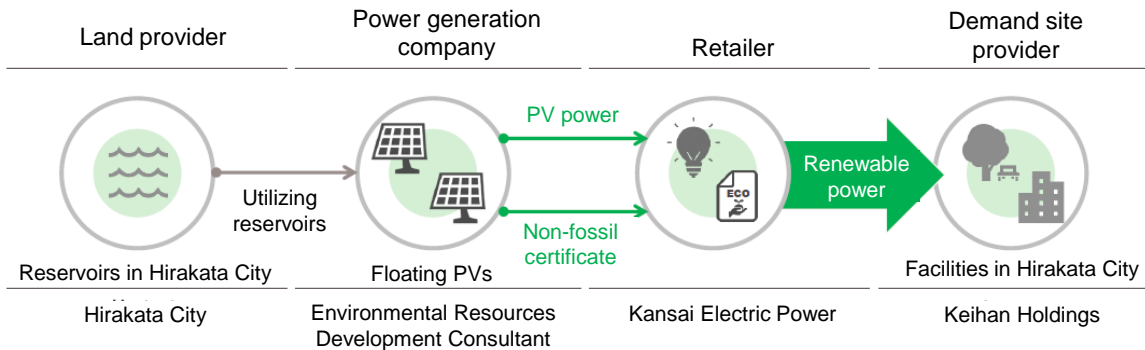 Land provider
Power generation
company
Retailer
Demand site
provider
PV power
Non-fossil
certificate
Utilizing
reservoirs
ECO
Renewable
power
Reservoirs in Hirakata City
Floating PVs
Facilities in Hirakata City
Hirakata City
Environmental Resources
Development Consultant
Kansai Electric Power
Keihan Holdings